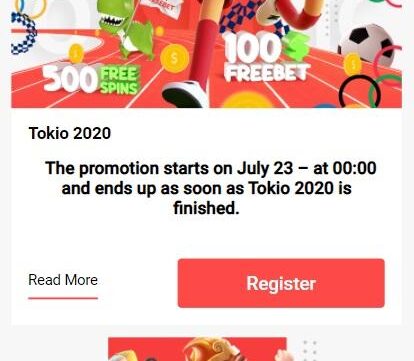 500 FREE SPINS
100$ FREEBET
Tokio 2020
The promotion starts on July 23 – at 00:00
and ends up as soon as Tokio 2020 is
finished.
Read More
Register